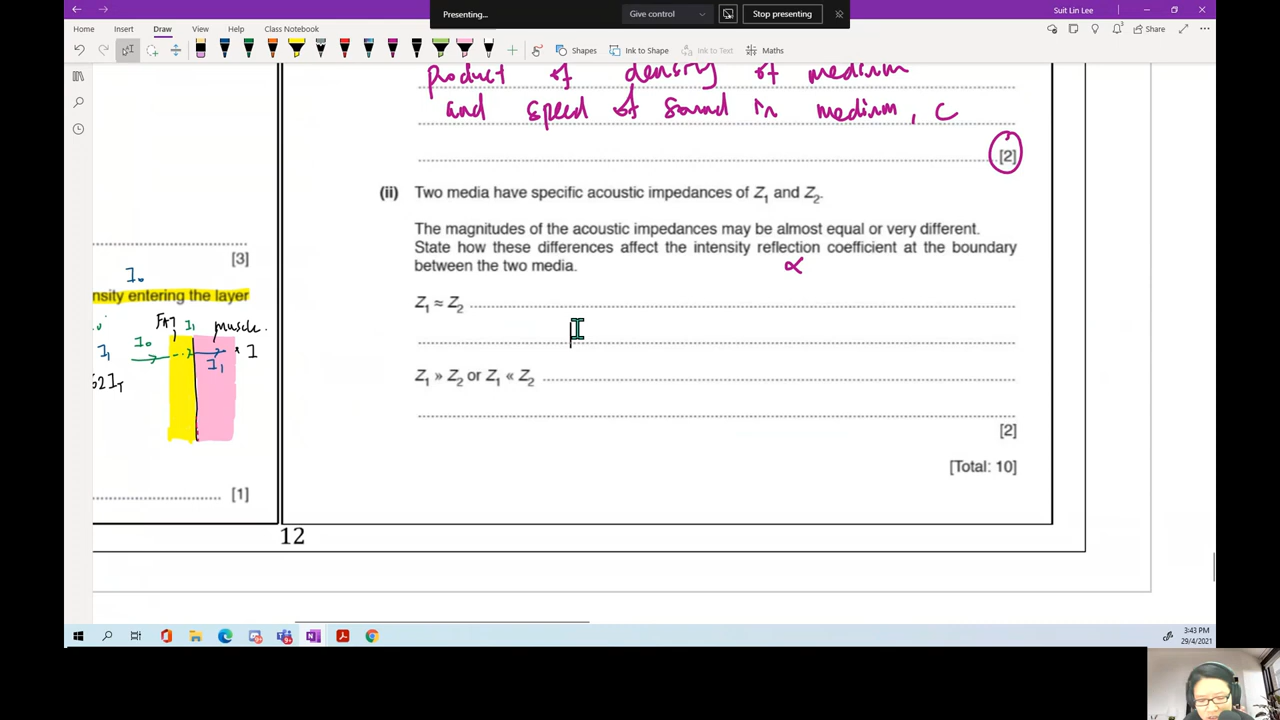 Suit Lin Lee
Presenting...
Give control
Stop presenting
Home
Insert
Draw
View
Help
Class Notebook
Share
Shapes
Ink to Shape
Ink to Text
Maths
product of density of medium
and speed of sound in medium, c
[2]
(ii) Two media have specific acoustic impedances of Z1 and Z2.
The magnitudes of the acoustic impedances may be almost equal or very different.
State how these differences affect the intensity reflection coefficient at the boundary
between the two media.
α
Z1 ≈ Z2
Z1 » Z2 or Z1 « Z2
[2]
[Total: 10]
12
[3]
I0
nsity entering the layer
FAT I1 muscle.
I0
I1
I
I1
62IT
[1]
3:43 PM
29/4/2021